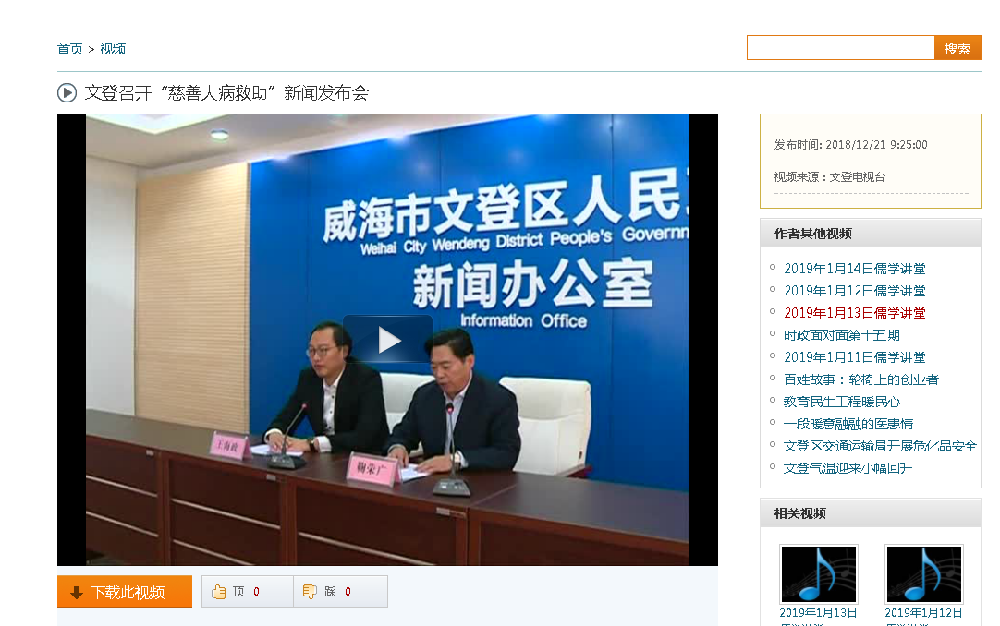 首页 > 视频
搜索
文登召开“慈善大病救助”新闻发布会
威海市文登区人民
Weihai City Wendeng District People's Governm
新闻办公室
Information Office
王海政
鞠荣广
下载此视频
顶 0
踩 0
发布时间: 2018/12/21 9:25:00
视频来源：文登电视台
作者其他视频
2019年1月14日儒学讲堂
2019年1月12日儒学讲堂
2019年1月13日儒学讲堂
时政面对面第十五期
2019年1月11日儒学讲堂
百姓故事：轮椅上的创业者
教育民生工程暖民心
一段暖意融融的医患情
文登区交通运输局开展危化品安全
文登气温迎来小幅回升
相关视频
2019年1月13日
2019年1月12日